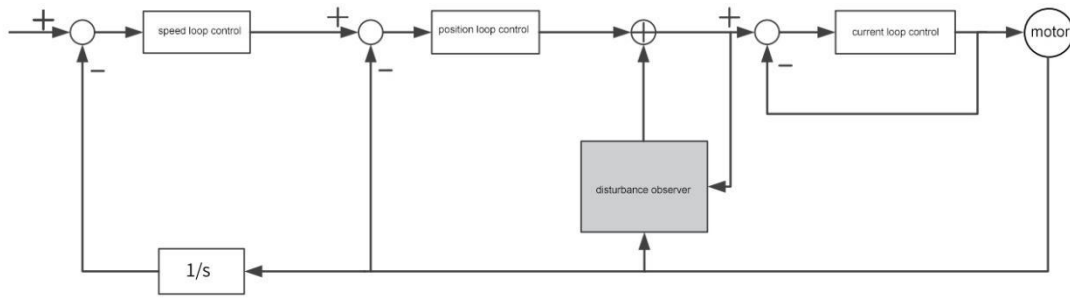 + + +
speed loop control position loop control current loop control motor
− − −
disturbance observer
1/s